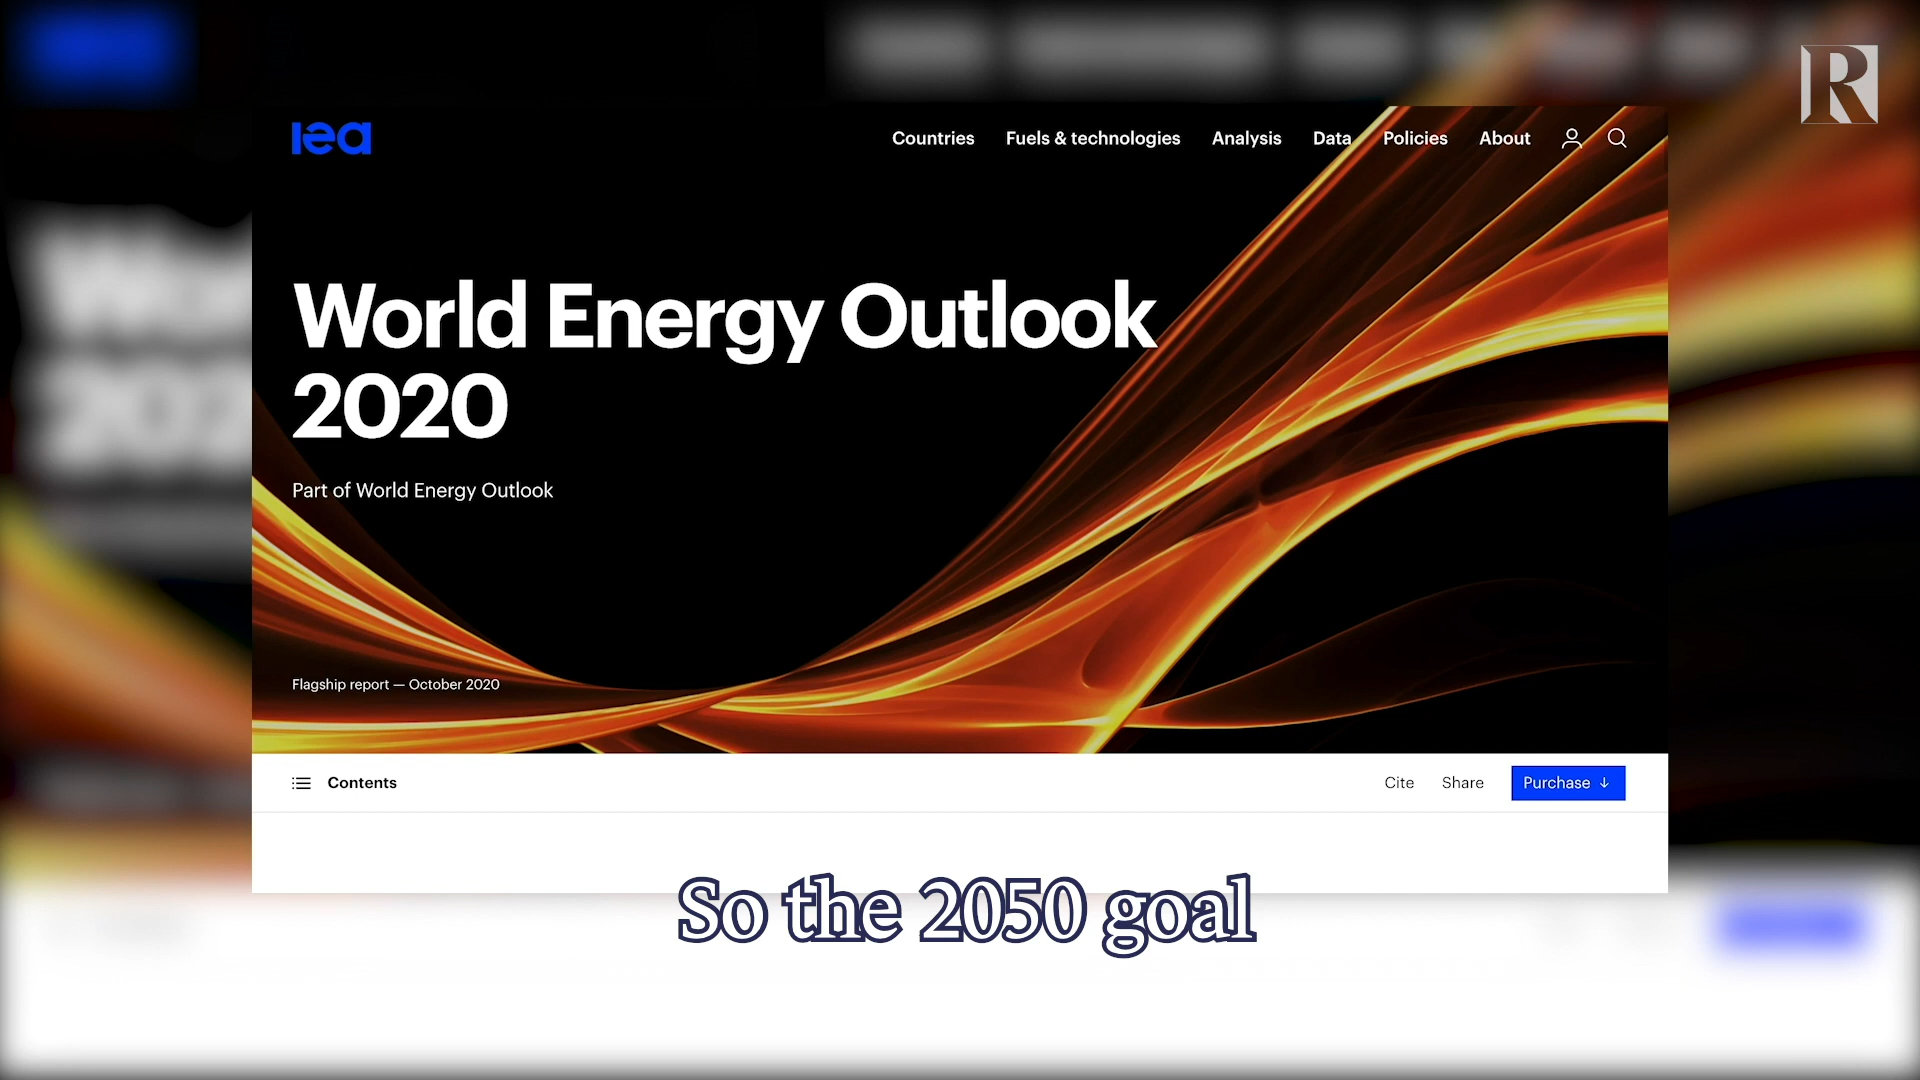 R
iea
Countries Fuels & technologies Analysis Data Policies About
World Energy Outlook
2020
Part of World Energy Outlook
Flagship report — October 2020
Contents
Cite Share Purchase ↓
So the 2050 goal